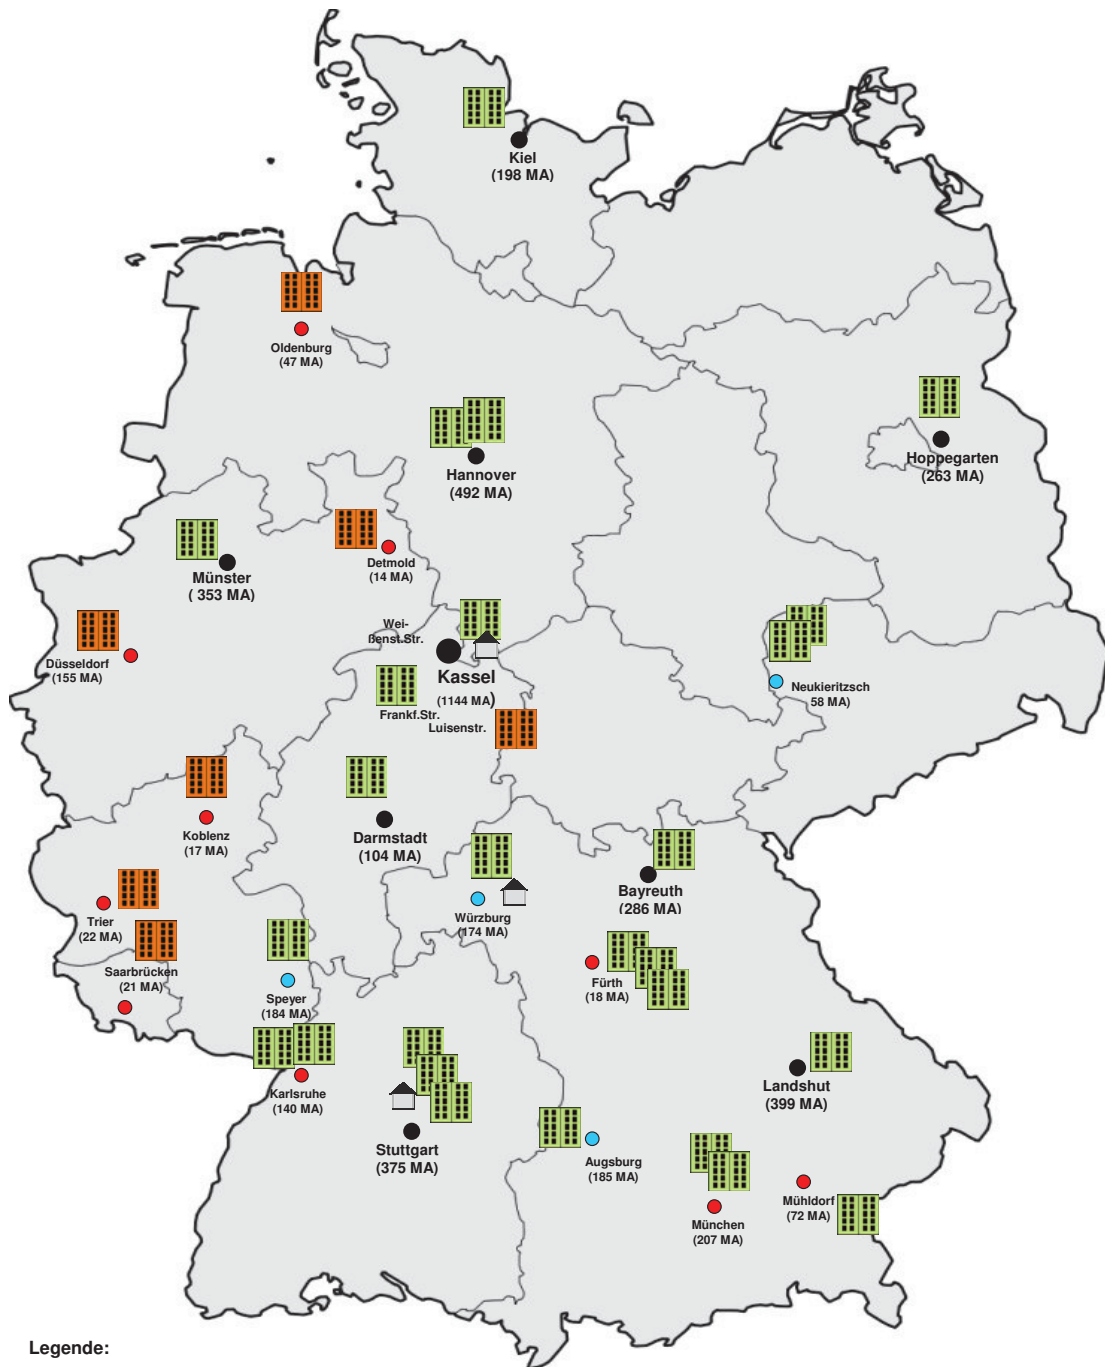 Kiel
(198 MA)
Oldenburg
(47 MA)
Hannover
(492 MA)
Hoppegarten
(263 MA)
Münster
( 353 MA)
Detmold
(14 MA)
Düsseldorf
(155 MA)
Wei-
ßenst.Str.
Kassel
(1144 MA)
Frankf.Str.
Luisenstr.
Neukieritzsch
58 MA)
Koblenz
(17 MA)
Darmstadt
(104 MA)
Bayreuth
(286 MA)
Trier
(22 MA)
Würzburg
(174 MA)
Saarbrücken
(21 MA)
Speyer
(184 MA)
Fürth
(18 MA)
Karlsruhe
(140 MA)
Landshut
(399 MA)
Stuttgart
(375 MA)
Augsburg
(185 MA)
Mühldorf
(72 MA)
München
(207 MA)
Legende: